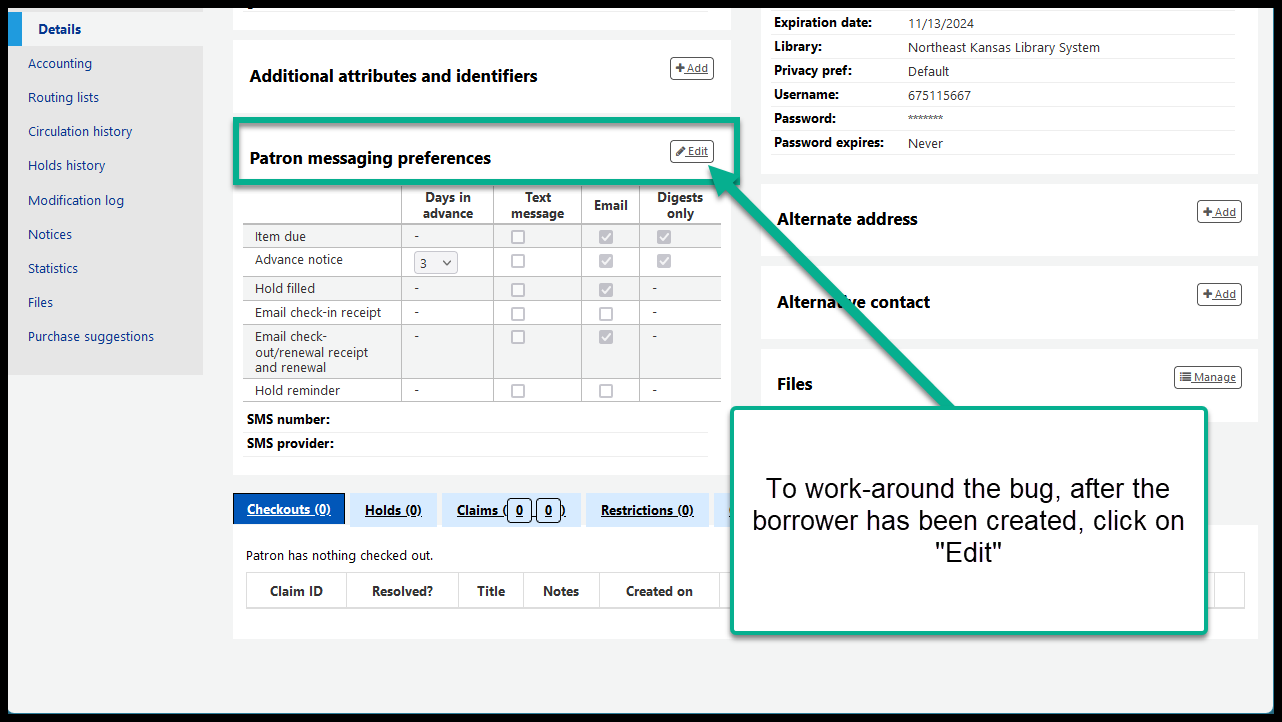 Details
Accounting
Routing lists
Circulation history
Holds history
Modification log
Notices
Statistics
Files
Purchase suggestions
Additional attributes and identifiers
Add
Patron messaging preferences
Edit
Days in advance Text message Email Digests only
Item due -
Advance notice 3
Hold filled - -
Email check-in receipt - -
Email check-
out/renewal receipt
and renewal - -
Hold reminder - -
SMS number:
SMS provider:
Expiration date: 11/13/2024
Library: Northeast Kansas Library System
Privacy pref: Default
Username: 675115667
Password: *******
Password expires: Never
Alternate address
Add
Alternative contact
Add
Files
Manage
Checkouts (0) Holds (0) Claims ( 0 0 ) Restrictions (0)
Patron has nothing checked out.
Claim ID Resolved? Title Notes Created on
To work-around the bug, after the
borrower has been created, click on
"Edit"